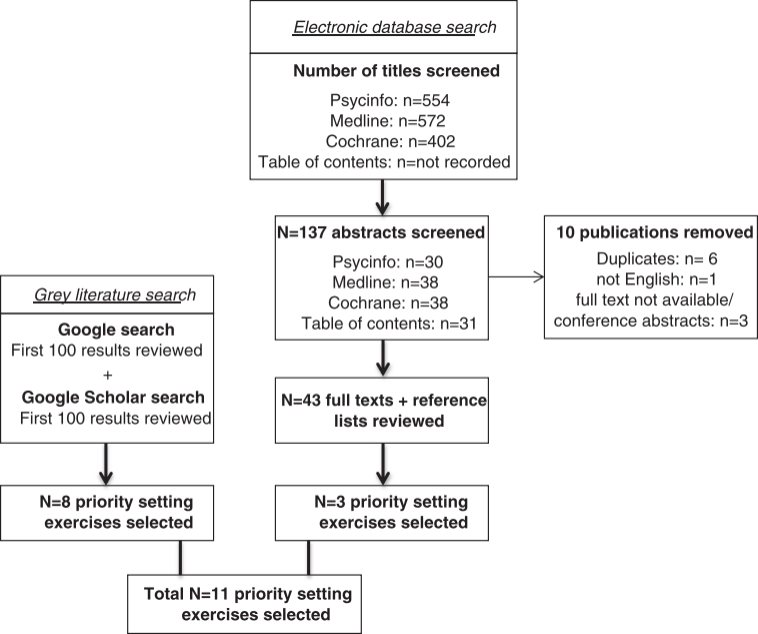 Electronic database search
Number of titles screened
Psycinfo: n=554
Medline: n=572
Cochrane: n=402
Table of contents: n=not recorded
N=137 abstracts screened
Psycinfo: n=30
Medline: n=38
Cochrane: n=38
Table of contents: n=31
10 publications removed
Duplicates: n= 6
not English: n=1
full text not available/
conference abstracts: n=3
Grey literature search
Google search
First 100 results reviewed
+
Google Scholar search
First 100 results reviewed
N=43 full texts + reference
lists reviewed
N=8 priority setting
exercises selected
N=3 priority setting
exercises selected
Total N=11 priority setting
exercises selected